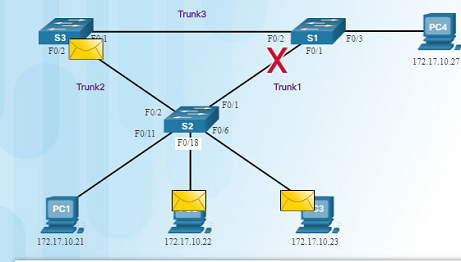 Trunk3
S3
F0/1
F0/2
S1
F0/3
PC4
F0/2
F0/1
172.17.10.27
Trunk2
Trunk1
F0/2
F0/1
S2
F0/11
F0/6
F0/18
PC1
C3
172.17.10.21
172.17.10.22
172.17.10.23